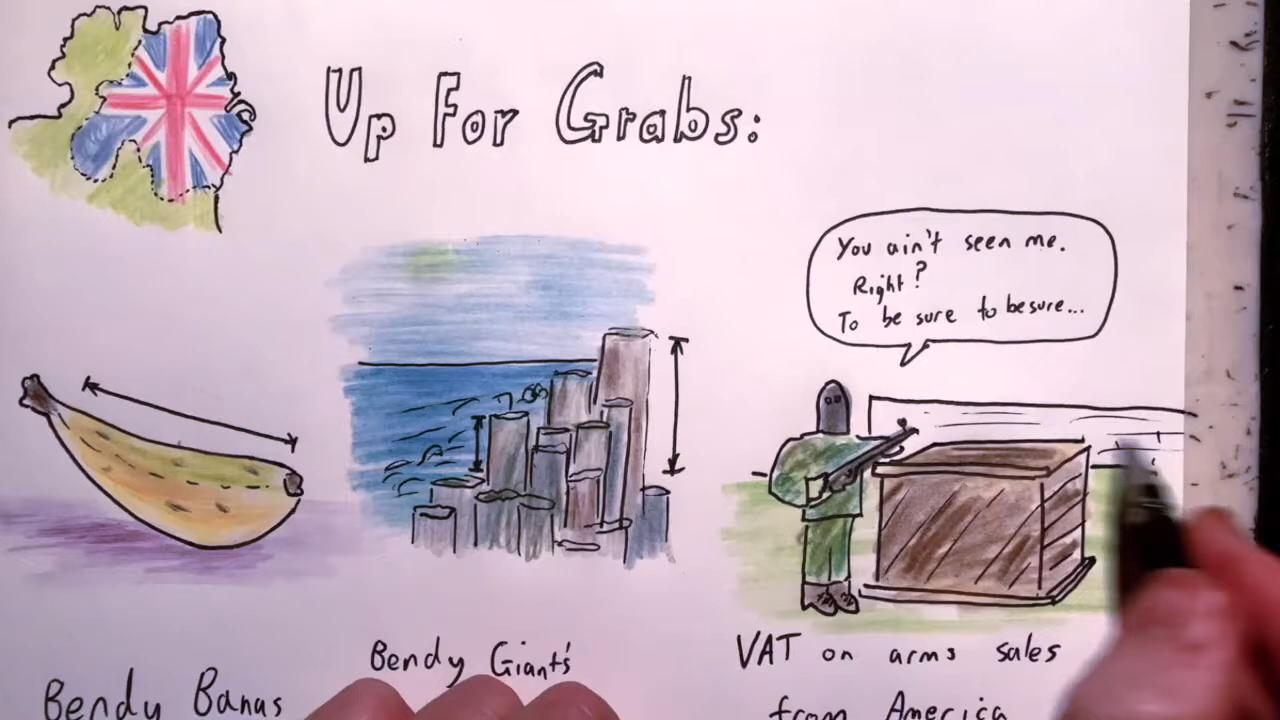 Up For Grabs:
You ain't seen me.
Right?
To be sure to be sure...
Bendy Giant's
VAT on arms sales
from America
Bendy Banas